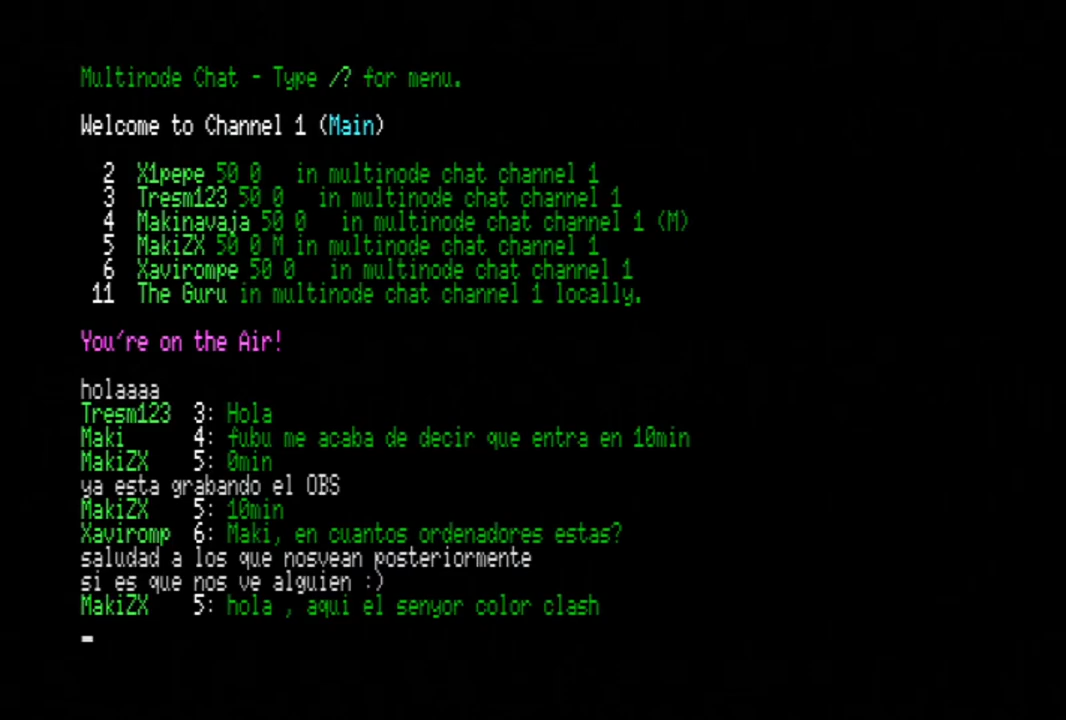 Multinode Chat - Type /? for menu.
Welcome to Channel 1 (Main)
2 X1pepe 50 0 in multinode chat channel 1
3 Tresm123 50 0 in multinode chat channel 1
4 Makinavaja 50 0 in multinode chat channel 1 (M)
5 MakiZX 50 0 M in multinode chat channel 1
6 Xavirompe 50 0 in multinode chat channel 1
11 The Guru in multinode chat channel 1 locally.
You're on the Air!
holaaaa
Tresm123 3: Hola
Maki 4: fubu me acaba de decir que entra en 10min
MakiZX 5: 0min
ya esta grabando el OBS
MakiZX 5: 10min
Xaviromp 6: Maki, en cuantos ordenadores estas?
saludad a los que nosvean posteriormente
si es que nos ve alguien :)
MakiZX 5: hola , aqui el senyor color clash